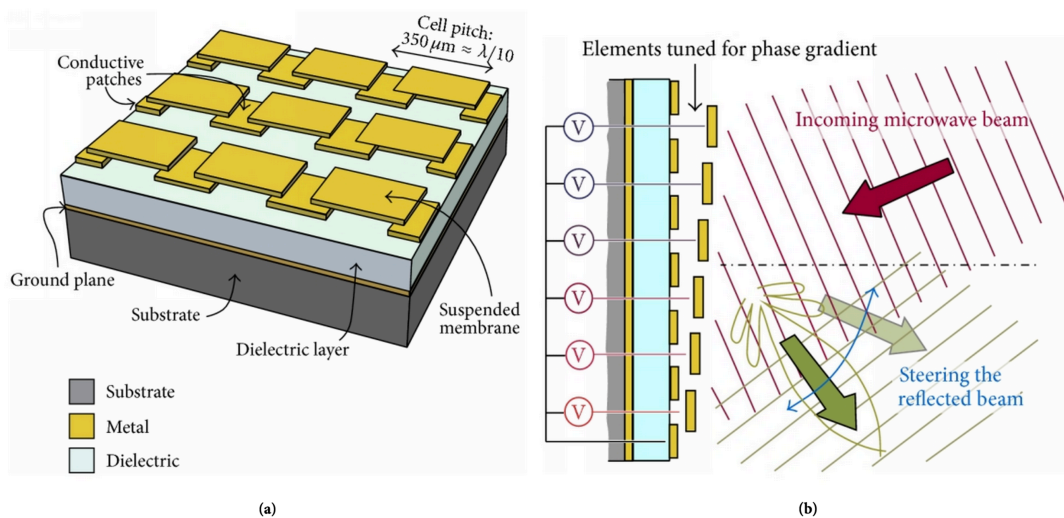 Cell pitch:
350 μm ≈ λ/10
Conductive
patches
Ground plane
Substrate
Dielectric layer
Suspended
membrane
Substrate
Metal
Dielectric
(a)
Elements tuned for phase gradient
V
V
V
V
V
V
Incoming microwave beam
Steering the
reflected beam
(b)